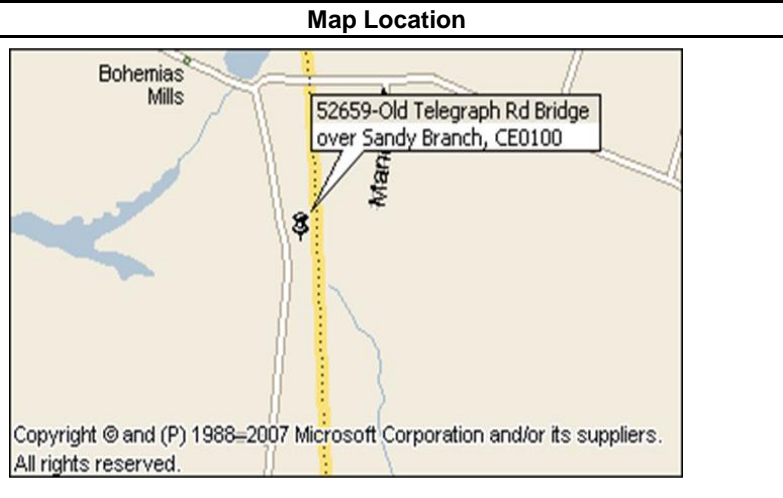 Map Location
Bohemias
Mills
52659-Old Telegraph Rd Bridge
over Sandy Branch, CE0100
Copyright © and (P) 1988–2007 Microsoft Corporation and/or its suppliers.
All rights reserved.